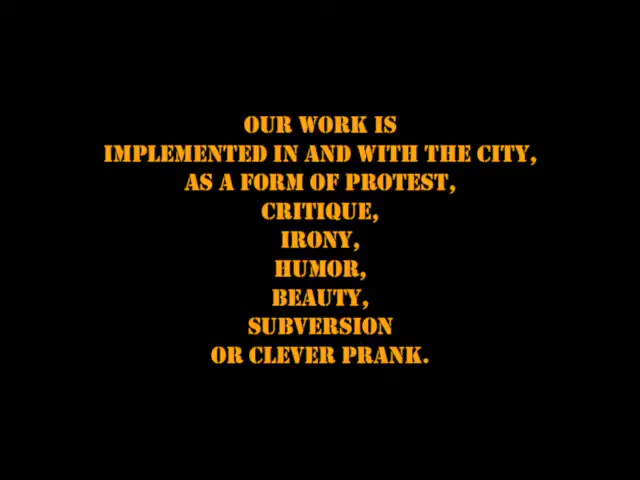 OUR WORK IS
IMPLEMENTED IN AND WITH THE CITY,
AS A FORM OF PROTEST,
CRITIQUE,
IRONY,
HUMOR,
BEAUTY,
SUBVERSION
OR CLEVER PRANK.